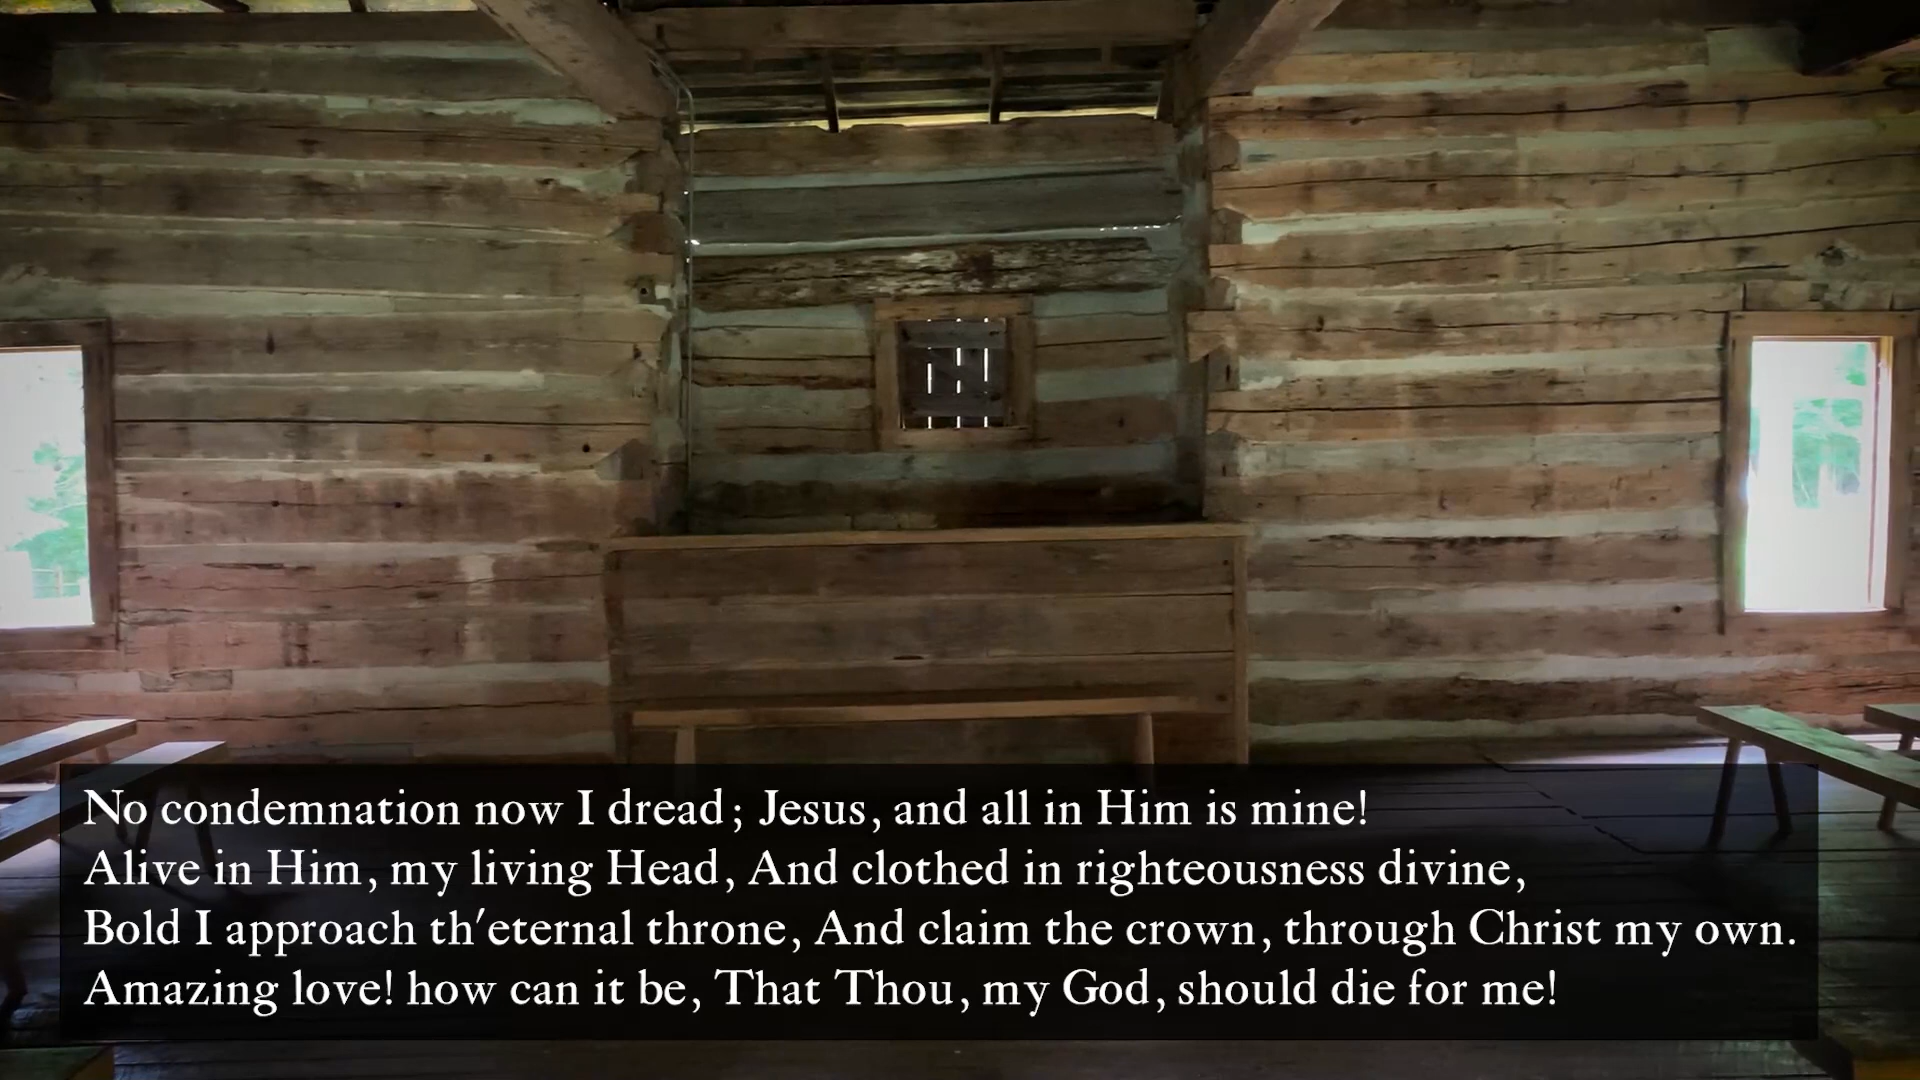 No condemnation now I dread; Jesus, and all in Him is mine!
Alive in Him, my living Head, And clothed in righteousness divine,
Bold I approach th'eternal throne, And claim the crown, through Christ my own.
Amazing love! how can it be, That Thou, my God, should die for me!